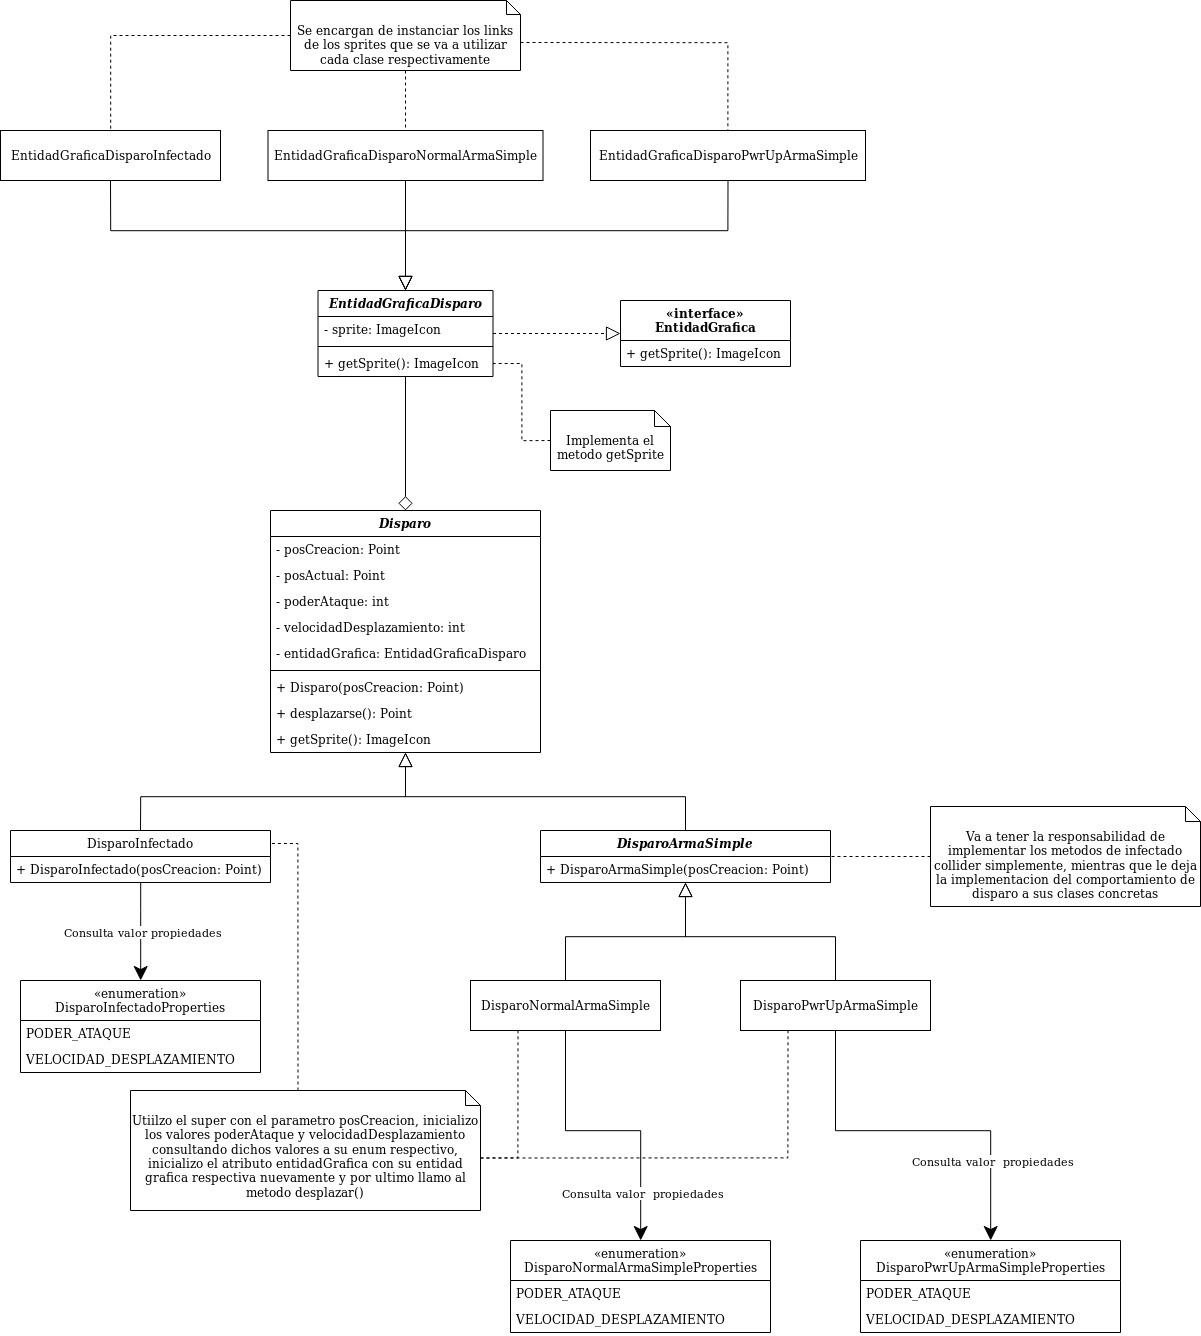 Se encargan de instanciar los links
de los sprites que se va a utilizar
cada clase respectivamente
EntidadGraficaDisparoInfectado
EntidadGraficaDisparoNormalArmaSimple
EntidadGraficaDisparoPwrUpArmaSimple
EntidadGraficaDisparo
- sprite: ImageIcon
+ getSprite(): ImageIcon
«interface»
EntidadGrafica
+ getSprite(): ImageIcon
Implementa el
metodo getSprite
Disparo
- posCreacion: Point
- posActual: Point
- poderAtaque: int
- velocidadDesplazamiento: int
- entidadGrafica: EntidadGraficaDisparo
+ Disparo(posCreacion: Point)
+ desplazarse(): Point
+ getSprite(): ImageIcon
DisparoInfectado
+ DisparoInfectado(posCreacion: Point)
DisparoArmaSimple
+ DisparoArmaSimple(posCreacion: Point)
Va a tener la responsabilidad de
implementar los metodos de infectado
collider simplemente, mientras que le deja
la implementacion del comportamiento de
disparo a sus clases concretas
Consulta valor propiedades
«enumeration»
DisparoInfectadoProperties
PODER_ATAQUE
VELOCIDAD_DESPLAZAMIENTO
DisparoNormalArmaSimple
DisparoPwrUpArmaSimple
Utiilzo el super con el parametro posCreacion, inicializo
los valores poderAtaque y velocidadDesplazamiento
consultando dichos valores a su enum respectivo,
inicializo el atributo entidadGrafica con su entidad
grafica respectiva nuevamente y por ultimo llamo al
metodo desplazar()
Consulta valor propiedades
Consulta valor propiedades
«enumeration»
DisparoNormalArmaSimpleProperties
PODER_ATAQUE
VELOCIDAD_DESPLAZAMIENTO
«enumeration»
DisparoPwrUpArmaSimpleProperties
PODER_ATAQUE
VELOCIDAD_DESPLAZAMIENTO